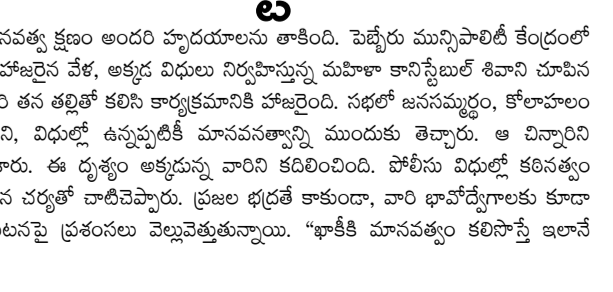 నవత్వ క్షణం అందరి హృదయాలను తాకింది. పెబ్బేరు మున్సిపాలిటీ కేంద్రంలో
హాజరైన వేళ, అక్కడ విధులు నిర్వహిస్తున్న మహిళా కానిస్టేబుల్ శివాని చూపిన
రి తన తల్లితో కలిసి కార్యక్రమానికి హాజరైంది. సభలో జనసమ్మర్థం, కోలాహలం
ని, విధుల్లో ఉన్నప్పటికీ మానవనత్వాన్ని ముందుకు తెచ్చారు. ఆ చిన్నారిని
ారు. ఈ దృశ్యం అక్కడున్న వారిని కదిలించింది. పోలీసు విధుల్లో కఠినత్వం
న చర్యతో చాటిచెప్పారు. ప్రజల భద్రతే కాకుండా, వారి భావోద్వేగాలకు కూడా
టనపై ప్రశంసలు వెల్లువెత్తుతున్నాయి. “ఖాకీకి మానవత్వం కలిసొస్తే ఇలానే